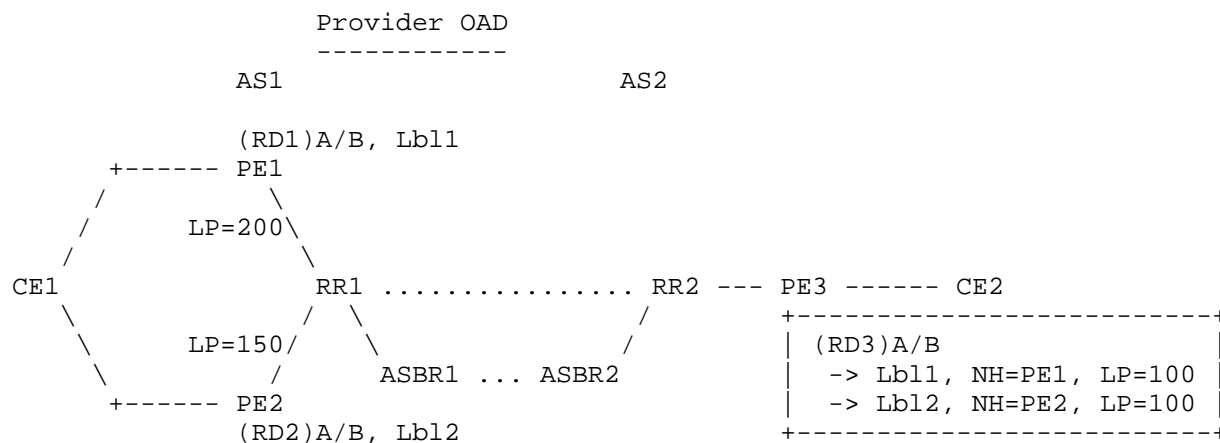 Provider OAD
AS1 AS2
(RD1)A/B, Lbl1
PE1
LP=200
CE1 RR1 ................ RR2 --- PE3 ------ CE2
(RD3)A/B
LP=150 -> Lbl1, NH=PE1, LP=100
ASBR1 ... ASBR2 -> Lbl2, NH=PE2, LP=100
PE2
(RD2)A/B, Lbl2